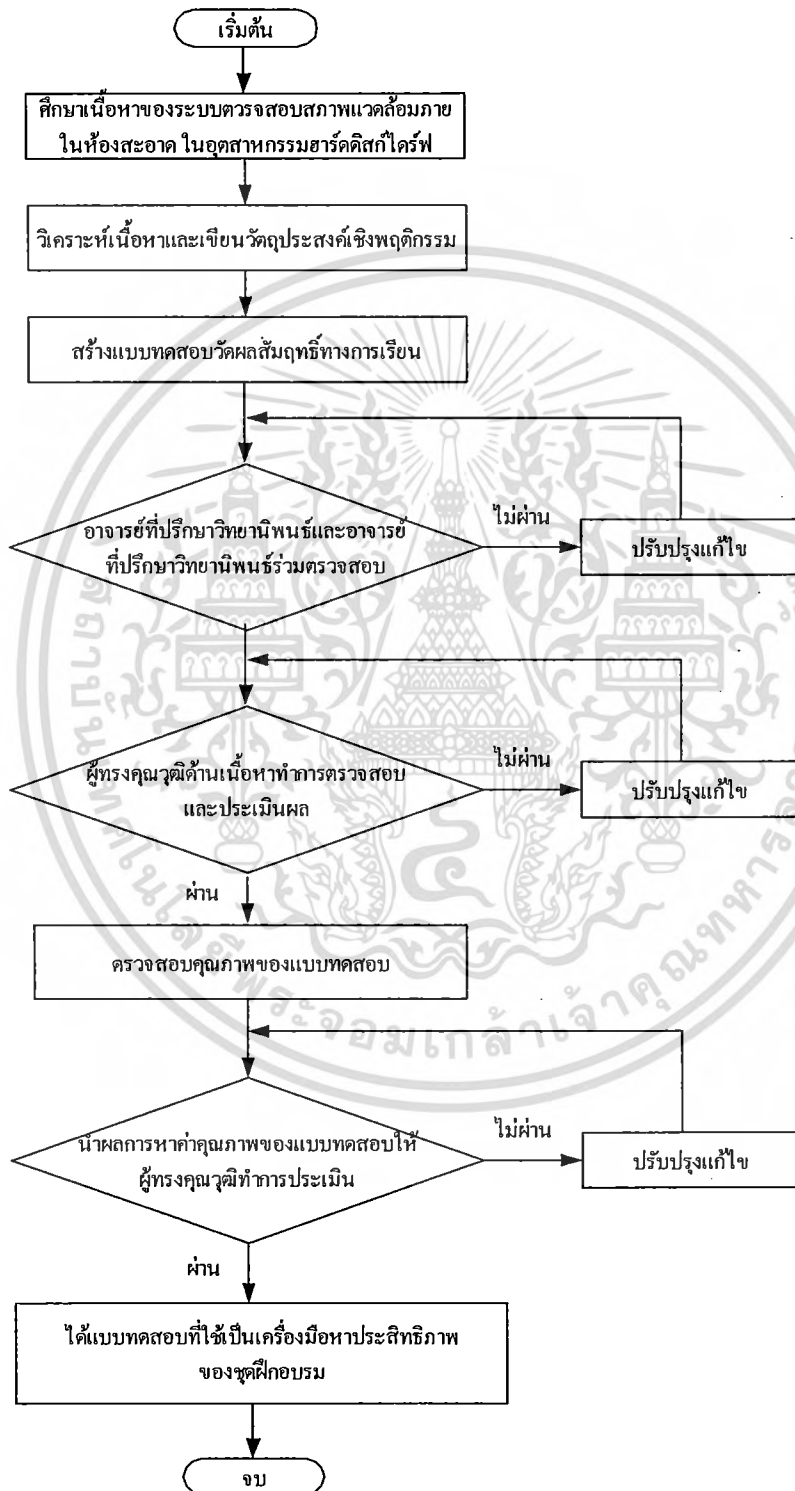 เริ่มต้น
ศึกษาเนื้อหาของระบบตวรจสอบสภาพแวดล้อมภาย
ในห้องสะอาด ในอุตสาหกรรมฮาร์ดดิสก์ไดร์ฟ
วิเคราะห์เนื้อหาและเขียนวัตถุประสงค์เชิงพฤติกรรม
สร้างแบบทดสอบวัดผลสัมฤทธิ์ทางการเรียน
อาจารย์ที่ปรึกษาวิทยานิพนธ์และอาจารย์
ที่ปรึกษาวิทยานิพนธ์ร่วมตรวจสอบ
ไม่ผ่าน
ปรับปรุงแก้ไข
ผู้ทรงคุณวุฒิด้านเนื้อหาทำการตรวจสอบ
และประเมินผล
ไม่ผ่าน
ปรับปรุงแก้ไข
ผ่าน
ตรวจสอบคุณภาพของแบบทดสอบ
นำผลการหาค่าคุณภาพของแบบทดสอบให้
ผู้ทรงคุณวุฒิทำการประเมิน
ไม่ผ่าน
ปรับปรุงแก้ไข
ผ่าน
ได้แบบทดสอบที่ใช้เป็นเครื่องมือหาประสิทธิภาพ
ของชุดฝึกอบรม
จบ